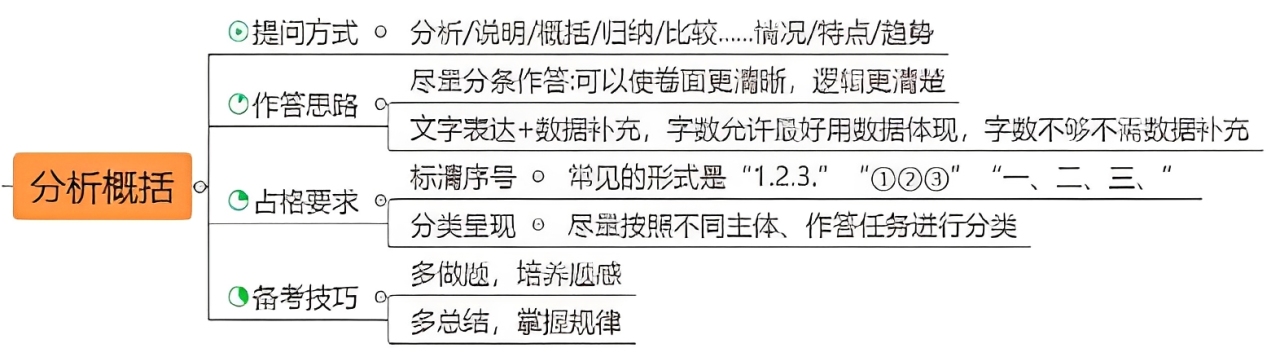 分析概括
提问方式
分析/说明/概括/归纳/比较……情况/特点/趋势
作答思路
尽量分条作答:可以使卷面更清晰，逻辑更清楚
文字表达+数据补充，字数允许最好用数据体现，字数不够不需数据补充
占格要求
标清序号
常见的形式是“1.2.3.” “①②③” “一、二、三、“
分类呈现
尽量按照不同主体、作答任务进行分类
备考技巧
多做题，培养题感
多总结，掌握规律